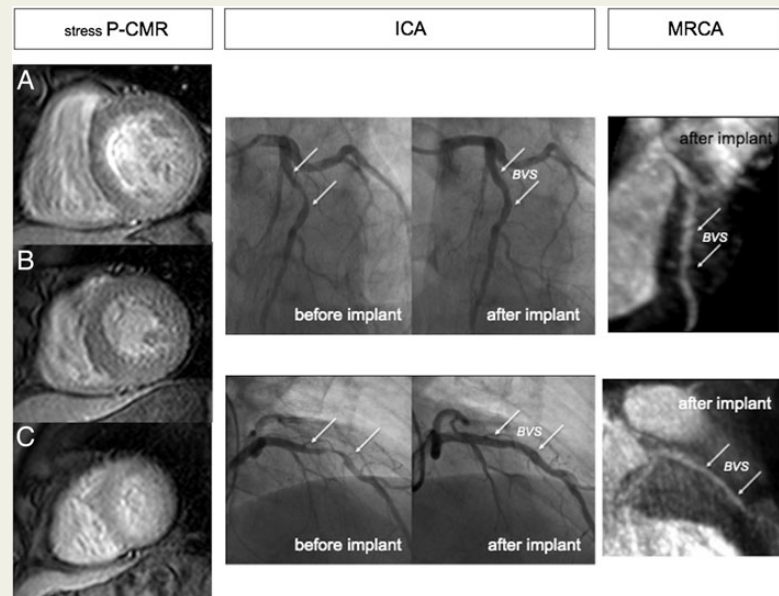 stress P-CMR
ICA
MRCA
A
B
C
BVS
before implant
after implant
after implant
BVS
BVS
before implant
after implant
after implant
BVS